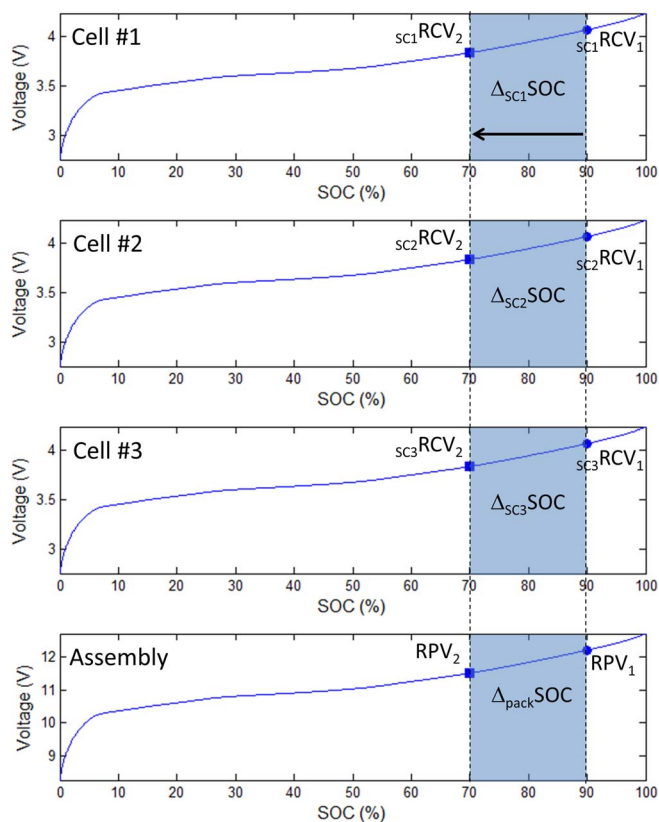 Cell #1
SC1RCV2
SC1RCV1
ΔSC1SOC
Voltage (V)
4
3.5
3
0 10 20 30 40 50 60 70 80 90 100
SOC (%)
Cell #2
SC2RCV2
SC2RCV1
ΔSC2SOC
Voltage (V)
4
3.5
3
0 10 20 30 40 50 60 70 80 90 100
SOC (%)
Cell #3
SC3RCV2
SC3RCV1
ΔSC3SOC
Voltage (V)
4
3.5
3
0 10 20 30 40 50 60 70 80 90 100
SOC (%)
Assembly
RPV2
RPV1
ΔpackSOC
Voltage (V)
12
11
10
9
8
0 10 20 30 40 50 60 70 80 90 100
SOC (%)